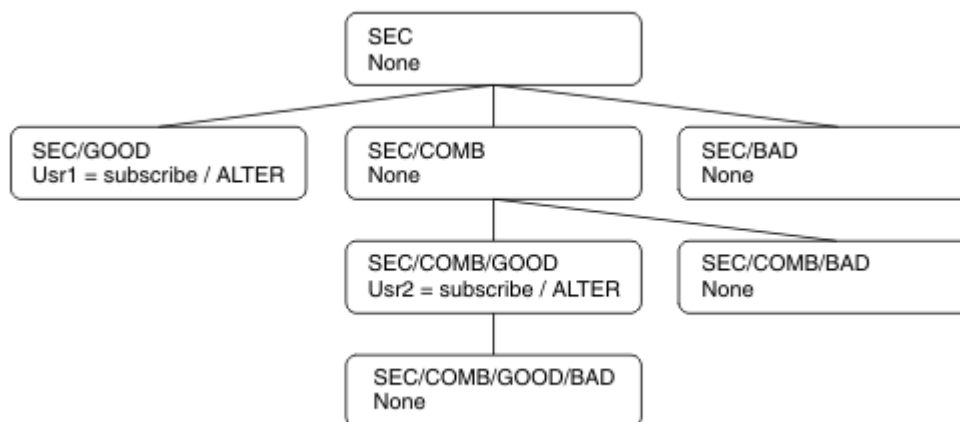 SEC
None
SEC/GOOD
Usr1 = subscribe / ALTER
SEC/COMB
None
SEC/BAD
None
SEC/COMB/GOOD
Usr2 = subscribe / ALTER
SEC/COMB/BAD
None
SEC/COMB/GOOD/BAD
None